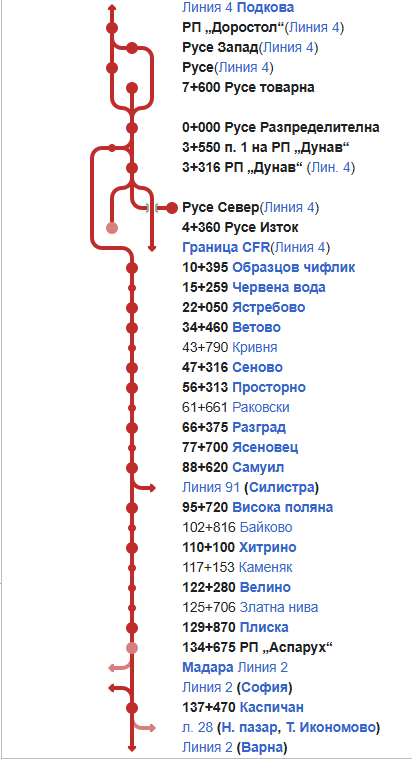 Линия 4 Подкова
РП „Доростол“(Линия 4)
Русе Запад(Линия 4)
Русе(Линия 4)
7+600 Русе товарна
0+000 Русе Разпределителна
3+550 п. 1 на РП „Дунав“
3+316 РП „Дунав“ (Лин. 4)
Русе Север(Линия 4)
4+360 Русе Изток
Граница CFR(Линия 4)
10+395 Образцов чифлик
15+259 Червена вода
22+050 Ястребово
34+460 Ветово
43+790 Кривня
47+316 Сеново
56+313 Просторно
61+661 Раковски
66+375 Разград
77+700 Ясеновец
88+620 Самуил
Линия 91 (Силистра)
95+720 Висока поляна
102+816 Байково
110+100 Хитрино
117+153 Каменяк
122+280 Велино
125+706 Златна нива
129+870 Плиска
134+675 РП „Аспарух“
Мадара Линия 2
Линия 2 (София)
137+470 Каспичан
л. 28 (Н. пазар, Т. Икономово)
Линия 2 (Варна)